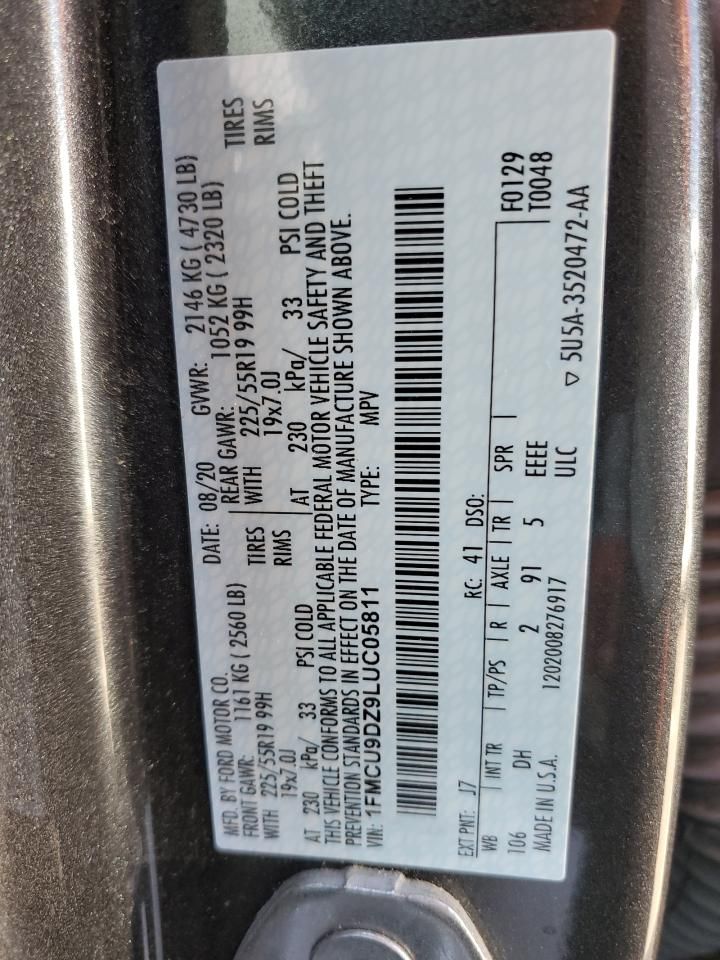 MFD. BY FORD MOTOR CO.
DATE: 08/20 GVWR: 2146 KG ( 4730 LB)
FRONT GAWR: 1161 KG ( 2560 LB) REAR GAWR: 1052 KG ( 2320 LB)
WITH 225/55R19 99H TIRES WITH 225/55R19 99H TIRES
19x7.0J RIMS 19x7.0J RIMS
AT 230 kPa/ 33 PSI COLD AT 230 kPa/ 33 PSI COLD
THIS VEHICLE CONFORMS TO ALL APPLICABLE FEDERAL MOTOR VEHICLE SAFETY AND THEFT
PREVENTION STANDARDS IN EFFECT ON THE DATE OF MANUFACTURE SHOWN ABOVE.
VIN: 1FMCU9DZ9LUC05811 TYPE: MPV
EXT PNT: J7 RC: 41 DSO:
WB INT TR TP/PS R AXLE TR SPR F0129
106 DH 2 91 5 EEEE T0048
MADE IN U.S.A. 1202008276917 ULC ▽ 5U5A-3520472-AA